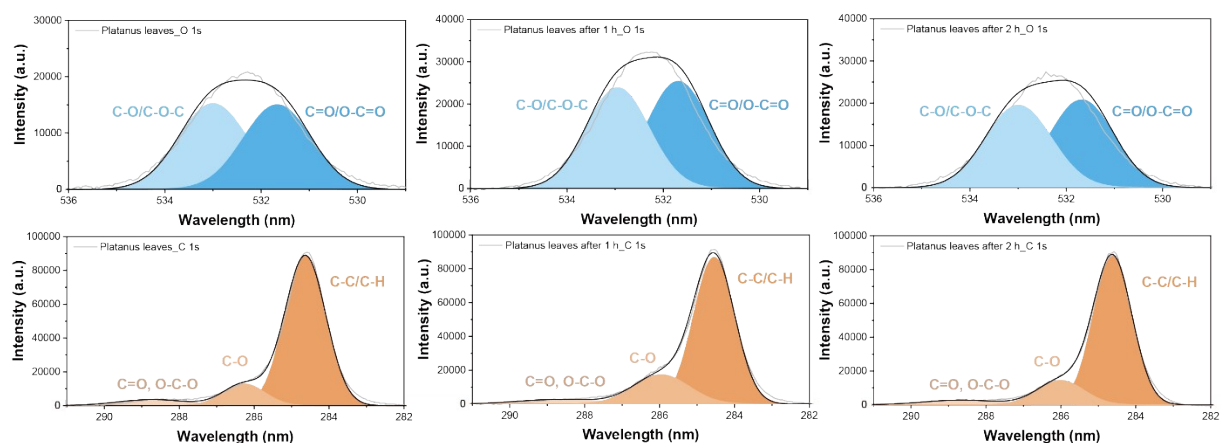 Platanus leaves_O 1s
Intensity (a.u.)
30000
20000
10000
0
C-O/C-O-C
C=O/O-C=O
536
534
532
530
Wavelength (nm)
Platanus leaves after 1 h_O 1s
Intensity (a.u.)
40000
30000
20000
10000
0
C-O/C-O-C
C=O/O-C=O
536
534
532
530
Wavelength (nm)
Platanus leaves after 2 h_O 1s
Intensity (a.u.)
40000
30000
20000
10000
0
C-O/C-O-C
C=O/O-C=O
536
534
532
530
Wavelength (nm)
Platanus leaves_C 1s
Intensity (a.u.)
100000
80000
60000
40000
20000
0
C-C/C-H
C-O
C=O, O-C-O
290
288
286
284
282
Wavelength (nm)
Platanus leaves after 1 h_C 1s
Intensity (a.u.)
100000
80000
60000
40000
20000
0
C-C/C-H
C-O
C=O, O-C-O
290
288
286
284
282
Wavelength (nm)
Platanus leaves after 2 h_C 1s
Intensity (a.u.)
100000
80000
60000
40000
20000
0
C-C/C-H
C-O
C=O, O-C-O
290
288
286
284
282
Wavelength (nm)